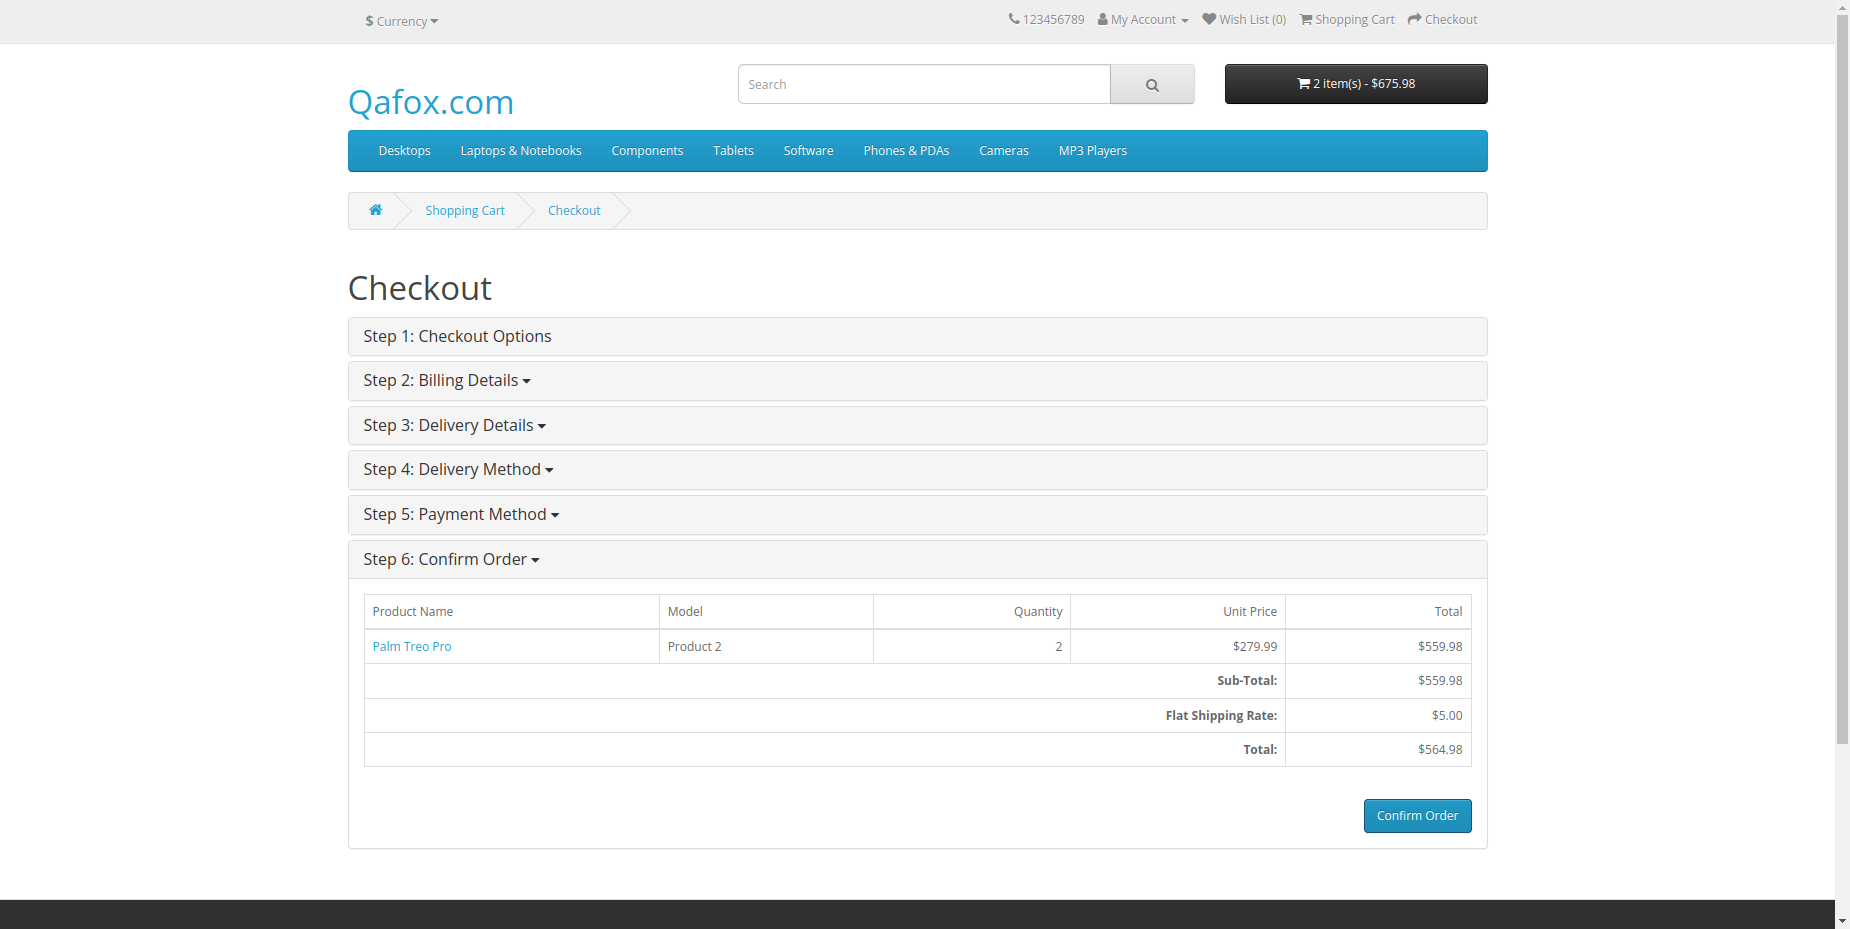 $ Currency
123456789 My Account Wish List (0) Shopping Cart Checkout
Qafox.com
Search
2 item(s) - $675.98
Desktops Laptops & Notebooks Components Tablets Software Phones & PDAs Cameras MP3 Players
Shopping Cart Checkout
Checkout
Step 1: Checkout Options
Step 2: Billing Details
Step 3: Delivery Details
Step 4: Delivery Method
Step 5: Payment Method
Step 6: Confirm Order
Product Name Model Quantity Unit Price Total
Palm Treo Pro Product 2 2 $279.99 $559.98
Sub-Total: $559.98
Flat Shipping Rate: $5.00
Total: $564.98
Confirm Order